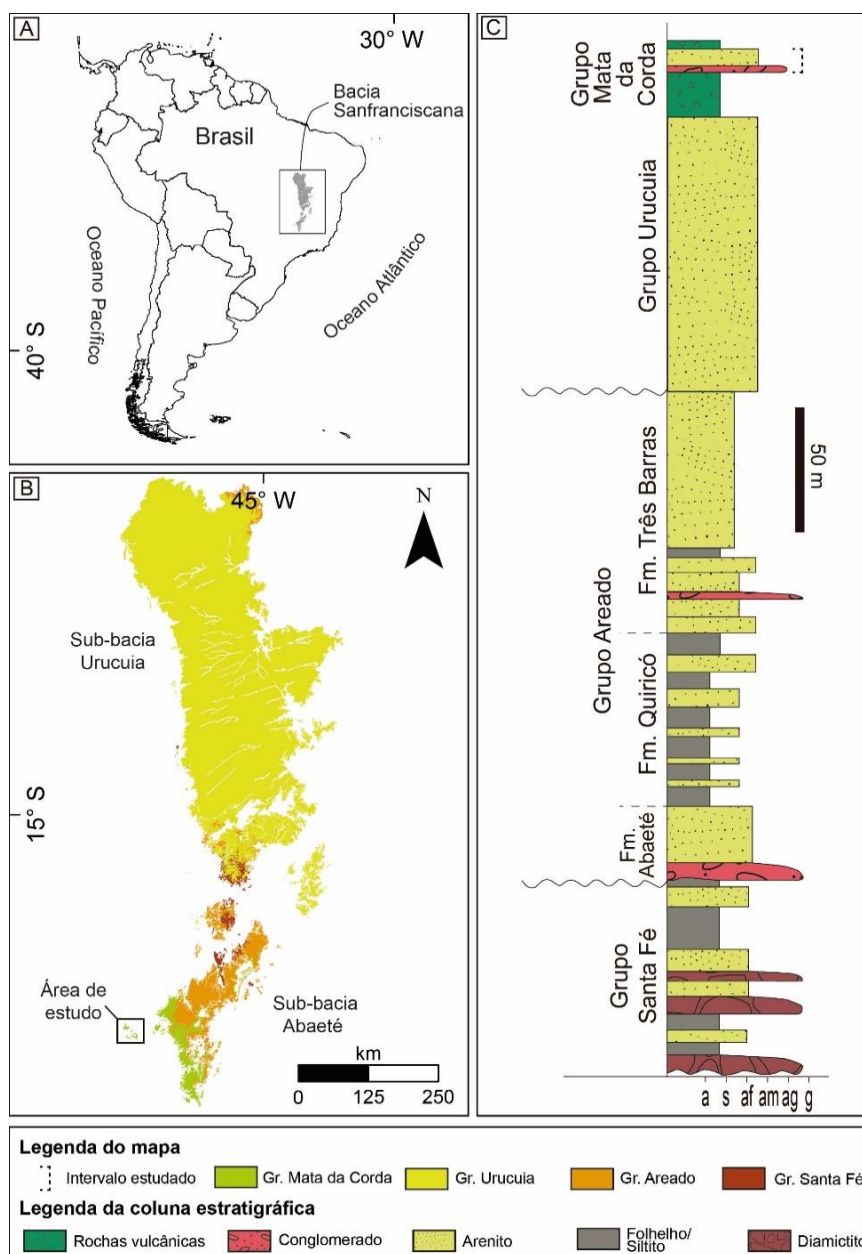 A
30° W
Bacia
Sanfranciscana
Brasil
Oceano Pacífico
Oceano Atlântico
40° S
B
45° W
N
Sub-bacia
Urucuia
15° S
Área de
estudo
Sub-bacia
Abaeté
km
0 125 250
C
Grupo
Mata
da
Corda
Grupo Urucuia
Grupo Areado
Fm. Três Barras
50 m
Fm. Quiricó
Fm.
Abaeté
Grupo
Santa Fé
a s af am ag g
Legenda do mapa
Intervalo estudado Gr. Mata da Corda Gr. Urucuia Gr. Areado Gr. Santa Fé
Legenda da coluna estratigráfica
Rochas vulcânicas Conglomerado Arenito Folhelho/
Siltito Diamictito